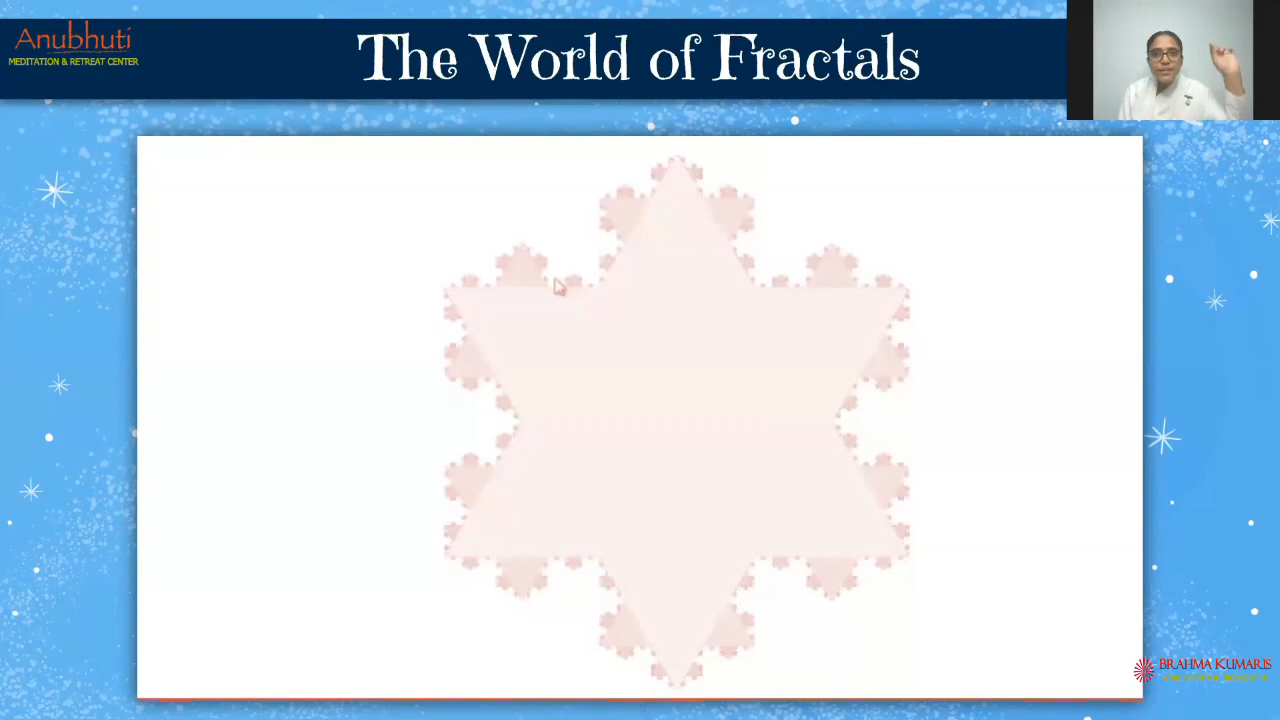 Anubhuti
MEDITATION & RETREAT CENTER
The World of Fractals
BRAHMA KUMARIS